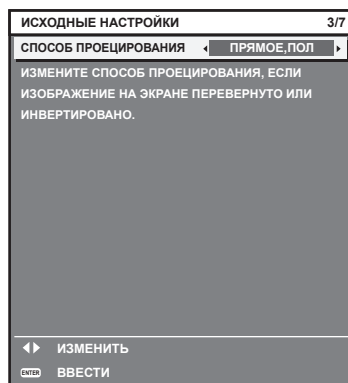 ИСХОДНЫЕ НАСТРОЙКИ 3/7
СПОСОБ ПРОЕЦИРОВАНИЯ ПРЯМОЕ,ПОЛ
ИЗМЕНИТЕ СПОСОБ ПРОЕЦИРОВАНИЯ, ЕСЛИ
ИЗОБРАЖЕНИЕ НА ЭКРАНЕ ПЕРЕВЕРНУТО ИЛИ
ИНВЕРТИРОВАНО.
ИЗМЕНИТЬ
ENTER ВВЕСТИ